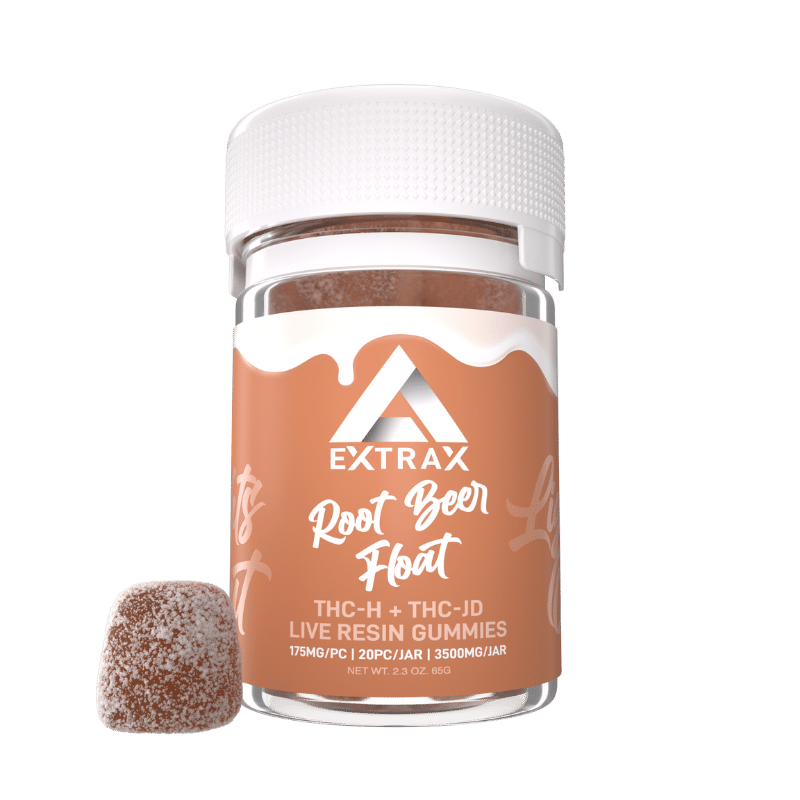 EXTRAX
Root Beer
Float
THC-H + THC-JD
LIVE RESIN GUMMIES
175MG/PC | 20PC/JAR | 3500MG/JAR
NET WT. 2.3 OZ. 65G